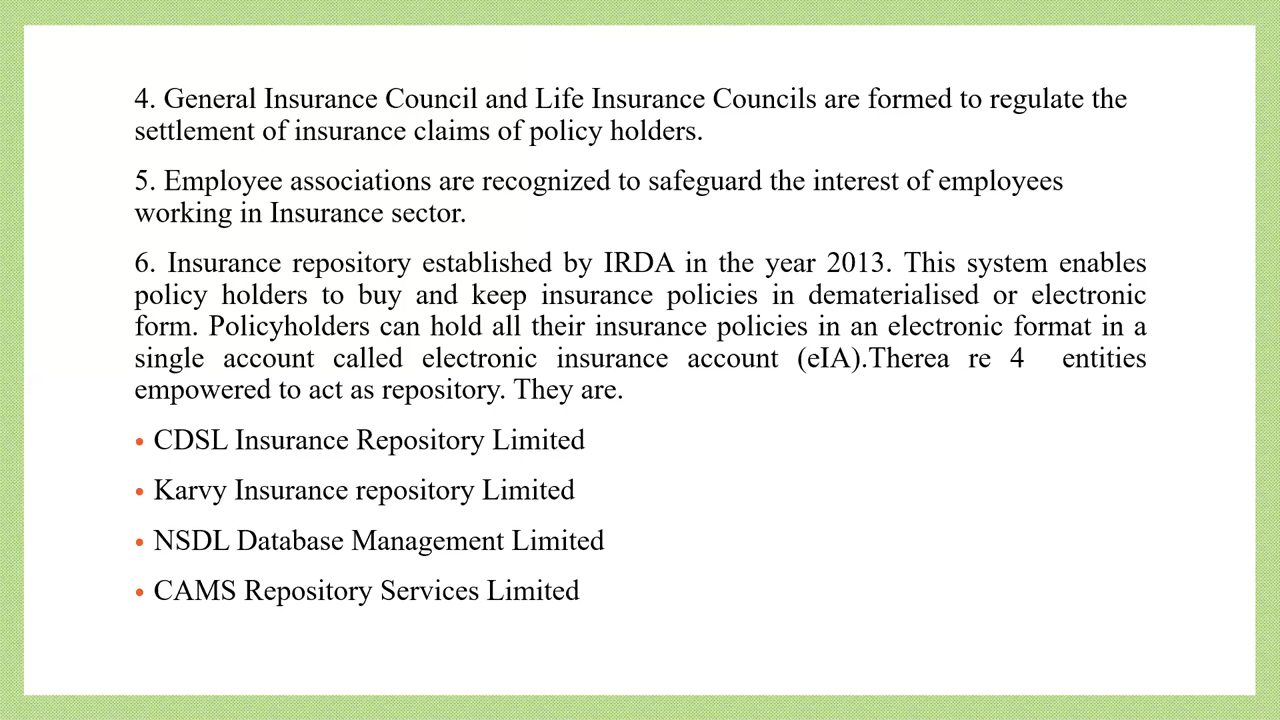 4. General Insurance Council and Life Insurance Councils are formed to regulate the
settlement of insurance claims of policy holders.
5. Employee associations are recognized to safeguard the interest of employees
working in Insurance sector.
6. Insurance repository established by IRDA in the year 2013. This system enables
policy holders to buy and keep insurance policies in dematerialised or electronic
form. Policyholders can hold all their insurance policies in an electronic format in a
single account called electronic insurance account (eIA).Therea re 4 entities
empowered to act as repository. They are.
• CDSL Insurance Repository Limited
• Karvy Insurance repository Limited
• NSDL Database Management Limited
• CAMS Repository Services Limited